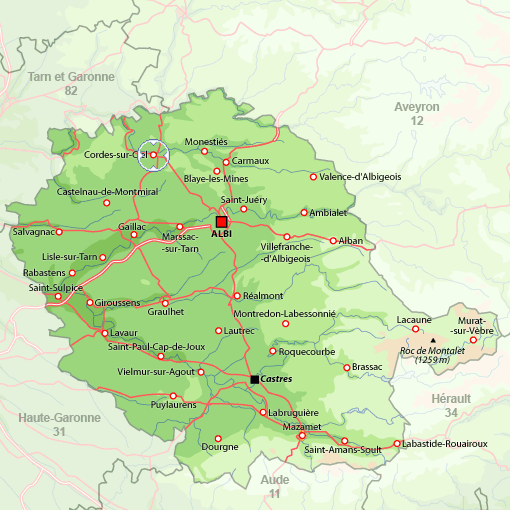 Tarn et Garonne
82
Aveyron
12
Monestiés
Cordes-sur-Ciel
Carmaux
Blaye-les-Mines
Valence-d'Albigeois
Castelnau-de-Montmiral
Saint-Juéry
Ambialet
Salvagnac
Gaillac
ALBI
Marssac-
-sur-Tarn
Villefranche-
-d'Albigeois
Alban
Lisle-sur-Tarn
Rabastens
Saint-Sulpice
Giroussens
Réalmont
Graulhet
Montredon-Labessonnié
Lacaune
Murat-
-sur-Vèbre
Lavaur
Lautrec
Saint-Paul-Cap-de-Joux
Roquecourbe
Roc de Montalet
(1259 m)
Vielmur-sur-Agout
Brassac
Castres
Puylaurens
Labruguière
Hérault
34
Haute-Garonne
31
Mazamet
Dourgne
Saint-Amans-Soult
Labastide-Rouairoux
Aude
11